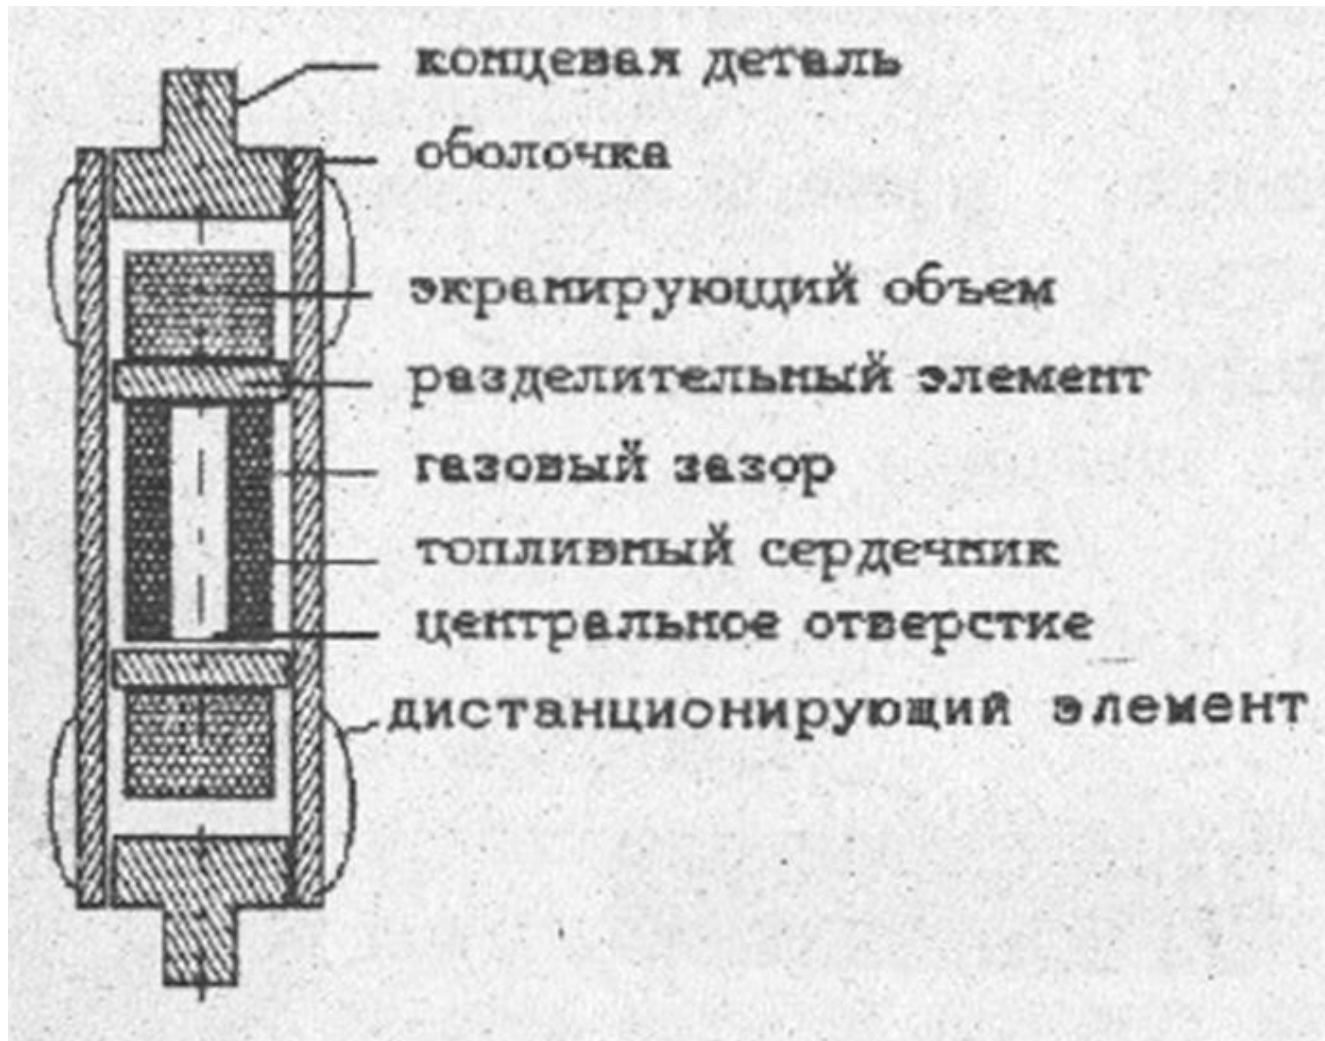 концевая деталь
оболочка
экранирующий объем
разделительный элемент
газовый зазор
топливный сердечник
центральное отверстие
дистанционирующий элемент